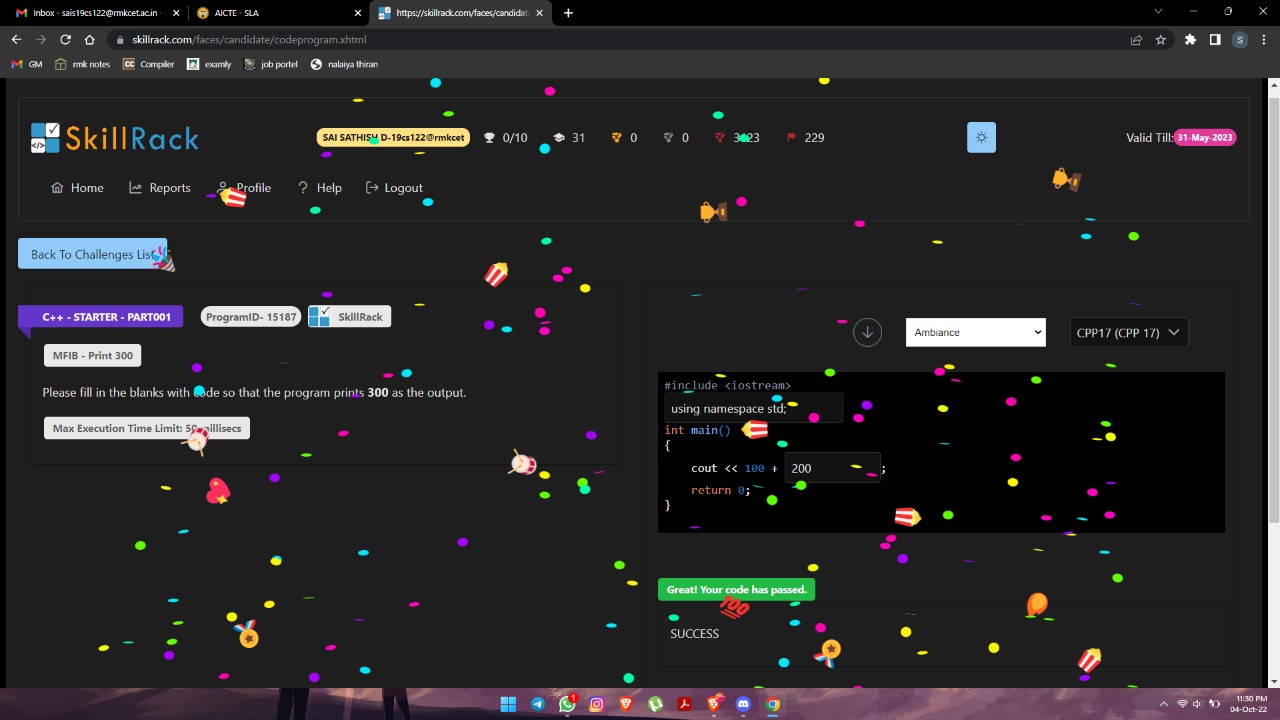 Inbox - sais19cs122@rmkcet.ac.in -
AICTE - SLA
https://skillrack.com/faces/candidat
skillrack.com/faces/candidate/codeprogram.xhtml
GM
rmk notes
CC Compiler
examly
job portel
nalaiya thiran
SkillRack
SAI SATHISH D-19cs122@rmkcet
0/10
31
0
0
229
Valid Till: 31-May-2023
Home
Reports
Profile
Help
Logout
Back To Challenges List
C++ - STARTER - PART001
ProgramID- 15187
SkillRack
Ambiance
CPP17 (CPP 17)
MFIB - Print 300
Please fill in the blanks with code so that the program prints 300 as the output.
Max Execution Time Limit: 50 millisecs
#include <iostream>
using namespace std;
int main()
{
cout << 100 + 200 ;
return 0;
}
Great! Your code has passed.
100
SUCCESS
1
11:30 PM
04-Oct-22